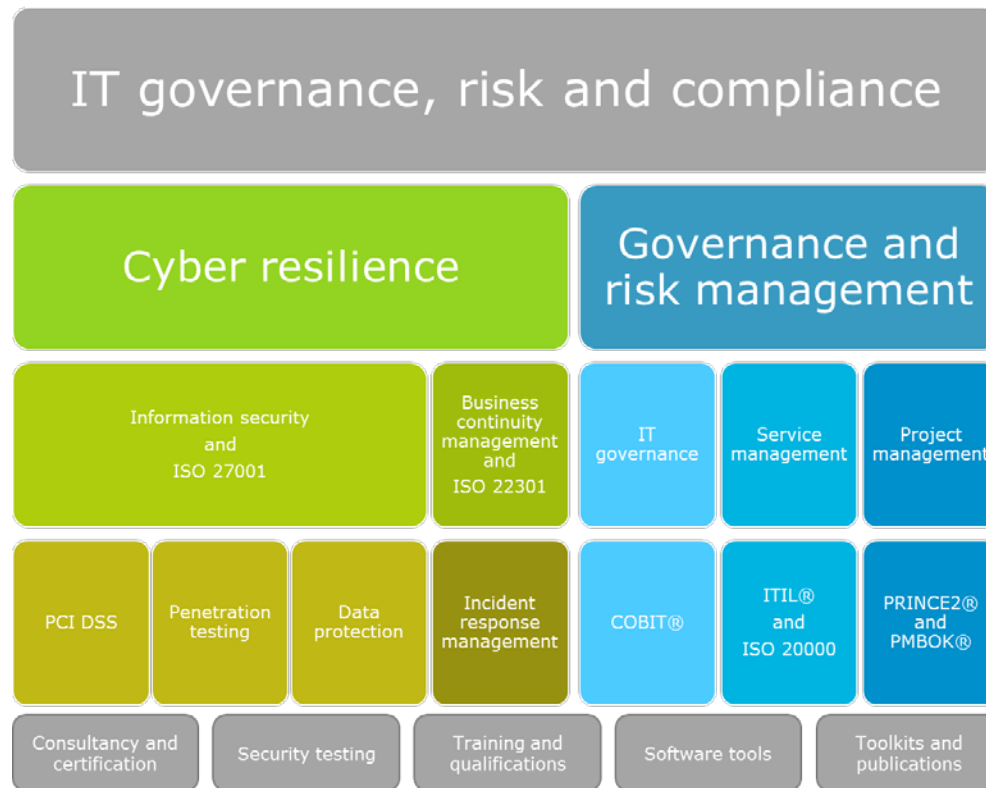 IT governance, risk and compliance
Cyber resilience
Governance and
risk management
Information security
and
ISO 27001
Business
continuity
management
and
ISO 22301
IT
governance
Service
management
Project
management
PCI DSS
Penetration
testing
Data
protection
Incident
response
management
COBIT®
ITIL®
and
ISO 20000
PRINCE2®
and
PMBOK®
Consultancy and
certification
Security testing
Training and
qualifications
Software tools
Toolkits and
publications